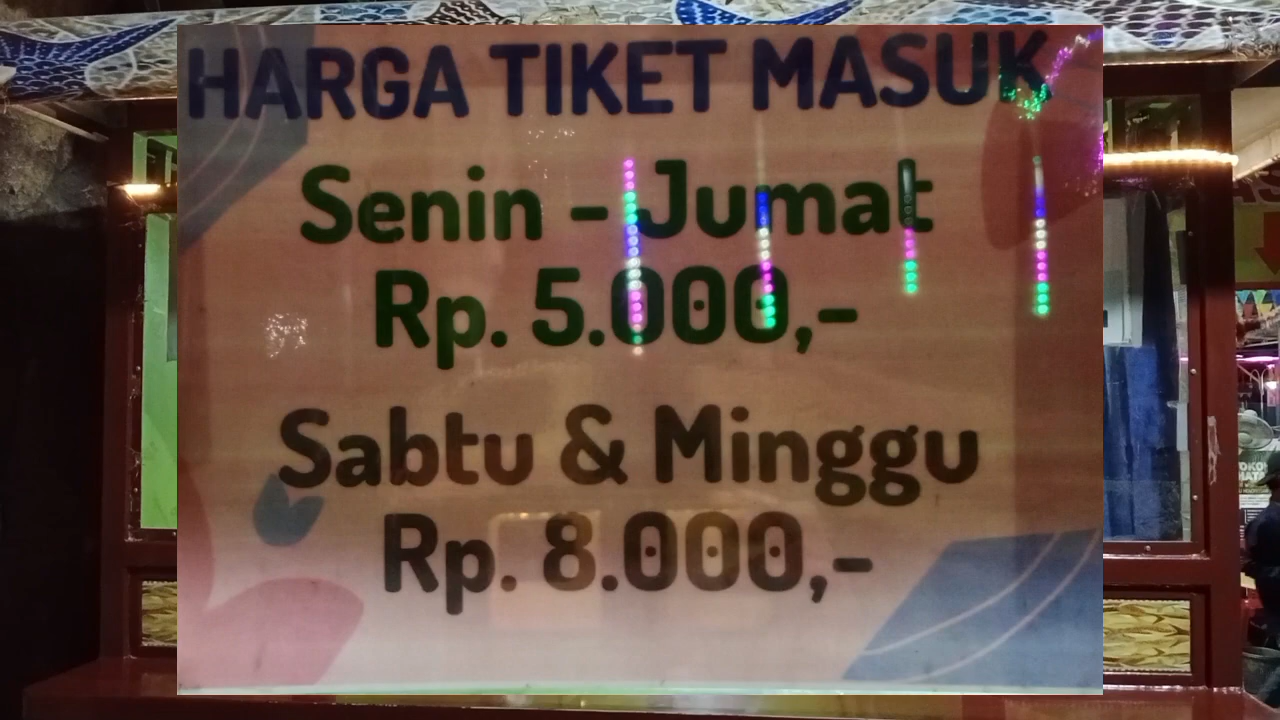 HARGA TIKET MASUK
Senin - Jumat
Rp. 5.000,-
Sabtu & Minggu
Rp. 8.000,-